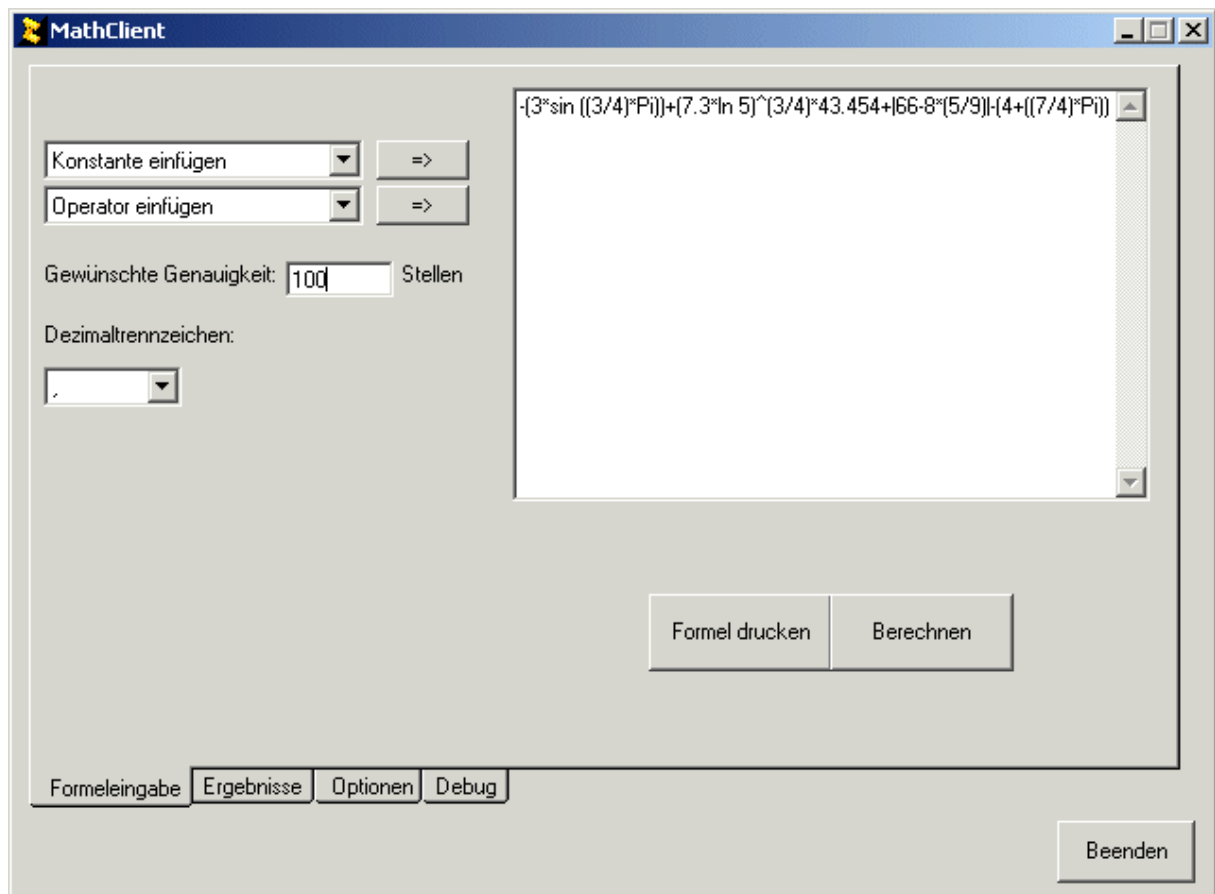 MathClient
-(3*sin ((3/4)*Pi))+(7.3*ln 5)^(3/4)*43.454+|66-8*(5/9)|-(4+((7/4)*Pi))
Konstante einfügen =>
Operator einfügen =>
Gewünschte Genauigkeit: 100 Stellen
Dezimaltrennzeichen:
,
Formel drucken Berechnen
Formeleingabe Ergebnisse Optionen Debug
Beenden